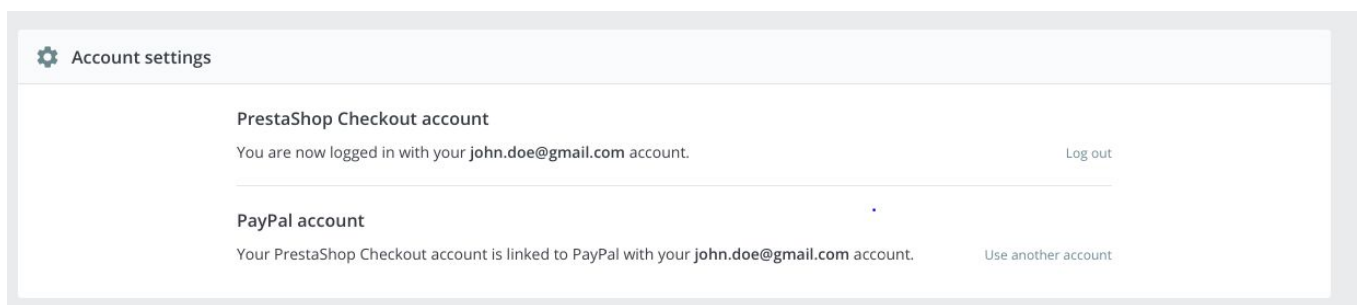 Account settings
PrestaShop Checkout account
You are now logged in with your john.doe@gmail.com account.
Log out
PayPal account
Your PrestaShop Checkout account is linked to PayPal with your john.doe@gmail.com account.
Use another account